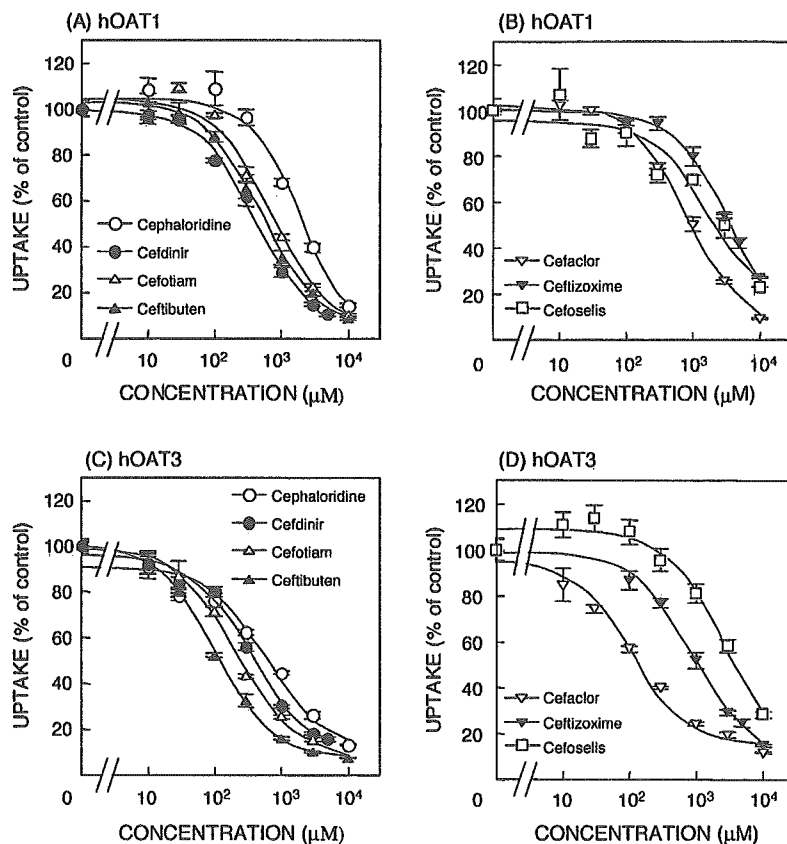 (A) hOAT1
UPTAKE (% of control)
120
100
80
60
40
20
0
Cephaloridine
Cefdinir
Cefotiam
Ceftibuten
10
10²
10³
10⁴
CONCENTRATION (µM)
(B) hOAT1
UPTAKE (% of control)
120
100
80
60
40
20
0
Cefaclor
Ceftizoxime
Cefoselis
10
10²
10³
10⁴
CONCENTRATION (µM)
(C) hOAT3
UPTAKE (% of control)
120
100
80
60
40
20
0
Cephaloridine
Cefdinir
Cefotiam
Ceftibuten
10
10²
10³
10⁴
CONCENTRATION (µM)
(D) hOAT3
UPTAKE (% of control)
120
100
80
60
40
20
0
Cefaclor
Ceftizoxime
Cefoselis
10
10²
10³
10⁴
CONCENTRATION (µM)